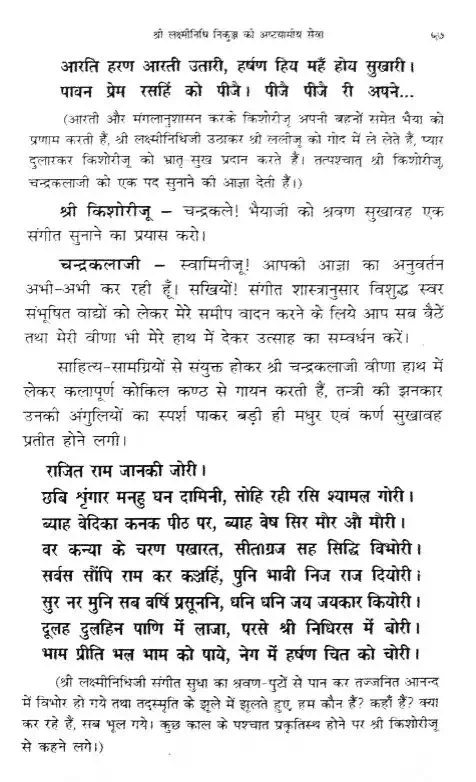 श्री लक्ष्मीनिधि निकुञ्ज की अष्टयामीय सेवा ५७
आरति हरण आरती उतारी, हर्षण हिय महँ होय सुखारी।
पावन प्रेम रसहिं को पीजै। पीजै पीजै री अपने...
(आरती और मंगलानुशासन करके किशोरीजू अपनी बहनों समेत भैया को
प्रणाम करती हैं, श्री लक्ष्मीनिधिजी उठाकर श्री ललीजू को गोद में ले लेते हैं, प्यार
दुलारकर किशोरीजू को भ्रातृ सुख प्रदान करते हैं। तत्पश्चात् श्री किशोरीजू,
चन्द्रकलाजी को एक पद सुनाने की आज्ञा देती हैं।)
श्री किशोरीजू – चन्द्रकले! भैयाजी को श्रवण सुखावह एक
संगीत सुनाने का प्रयास करो।
चन्द्रकलाजी – स्वामिनीजू! आपकी आज्ञा का अनुवर्तन
अभी-अभी कर रही हूँ। सखियों! संगीत शास्त्रानुसार विशुद्ध स्वर
संभूषित वाद्यों को लेकर मेरे समीप वादन करने के लिये आप सब बैठें
तथा मेरी वीणा भी मेरे हाथ में देकर उत्साह का सम्वर्धन करें।
साहित्य-सामग्रियों से संयुक्त होकर श्री चन्द्रकलाजी वीणा हाथ में
लेकर कलापूर्ण कोकिल कण्ठ से गायन करती हैं, तन्त्री की झनकार
उनकी अंगुलियों का स्पर्श पाकर बड़ी ही मधुर एवं कर्ण सुखावह
प्रतीत होने लगी।
राजित राम जानकी जोरी।
छबि शृंगार मनहु घन दामिनी, सोहि रही रसि श्यामल गोरी।
ब्याह वेदिका कनक पीठ पर, ब्याह वेष सिर मौर औ मौरी।
वर कन्या के चरण पखारत, सीताग्रज सह सिद्धि विभोरी।
सर्वस सौंपि राम कर कञ्जहिं, पुनि भावी निज राज दियोरी।
सुर नर मुनि सब वर्षि प्रसूननि, धनि धनि जय जयकार कियोरी।
दूलह दुलहिन पाणि में लाजा, परसे श्री निधिरस में बोरी।
भाम प्रीति भल भाम को पाये, नेग में हर्षण चित को चोरी।
(श्री लक्ष्मीनिधिजी संगीत सुधा का श्रवण-पुटों से पान कर तज्जनित आनन्द
में विभोर हो गये तथा तदस्मृति के झूले में झूलते हुए, हम कौन हैं? कहाँ हैं? क्या
कर रहे हैं, सब भूल गये। कुछ काल के पश्चात प्रकृतिस्थ होने पर श्री किशोरीजू
से कहने लगे।)